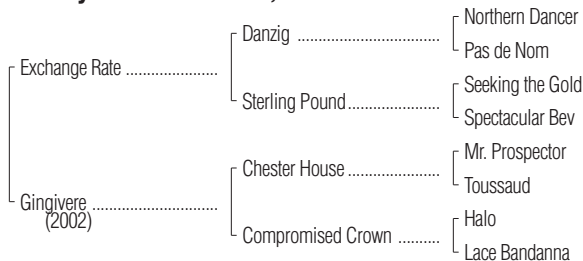 Northern Dancer
Danzig ........................................
Pas de Nom
Exchange Rate ......................
Seeking the Gold
Sterling Pound......................
Spectacular Bev
Mr. Prospector
Chester House ......................
Toussaud
Gingivere ..............................
(2002)
Halo
Compromised Crown ..........
Lace Bandanna